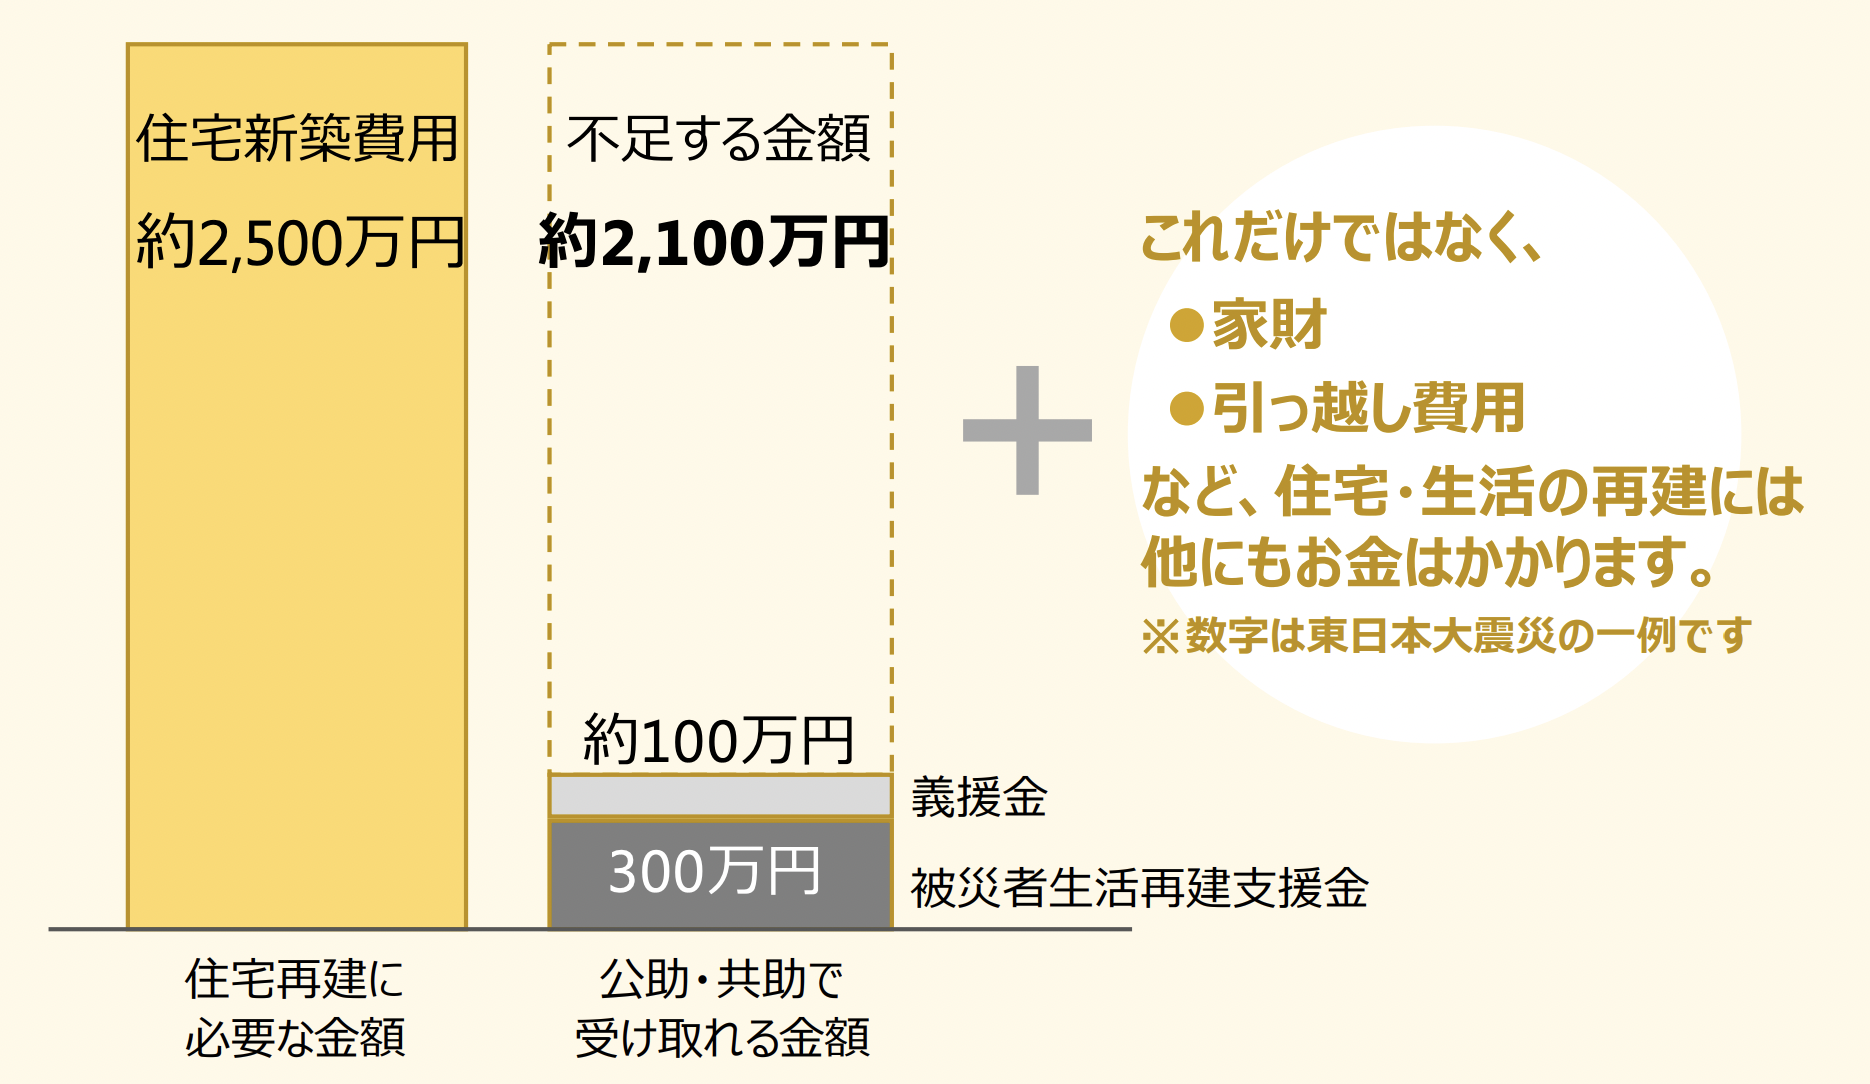 住宅新築費用
約2,500万円
不足する金額
約2,100万円
約100万円
義援金
300万円
被災者生活再建支援金
住宅再建に
必要な金額
公助・共助で
受け取れる金額
+
これだけではなく、
●家財
●引っ越し費用
など、住宅・生活の再建には
他にもお金はかかります。
※数字は東日本大震災の一例です